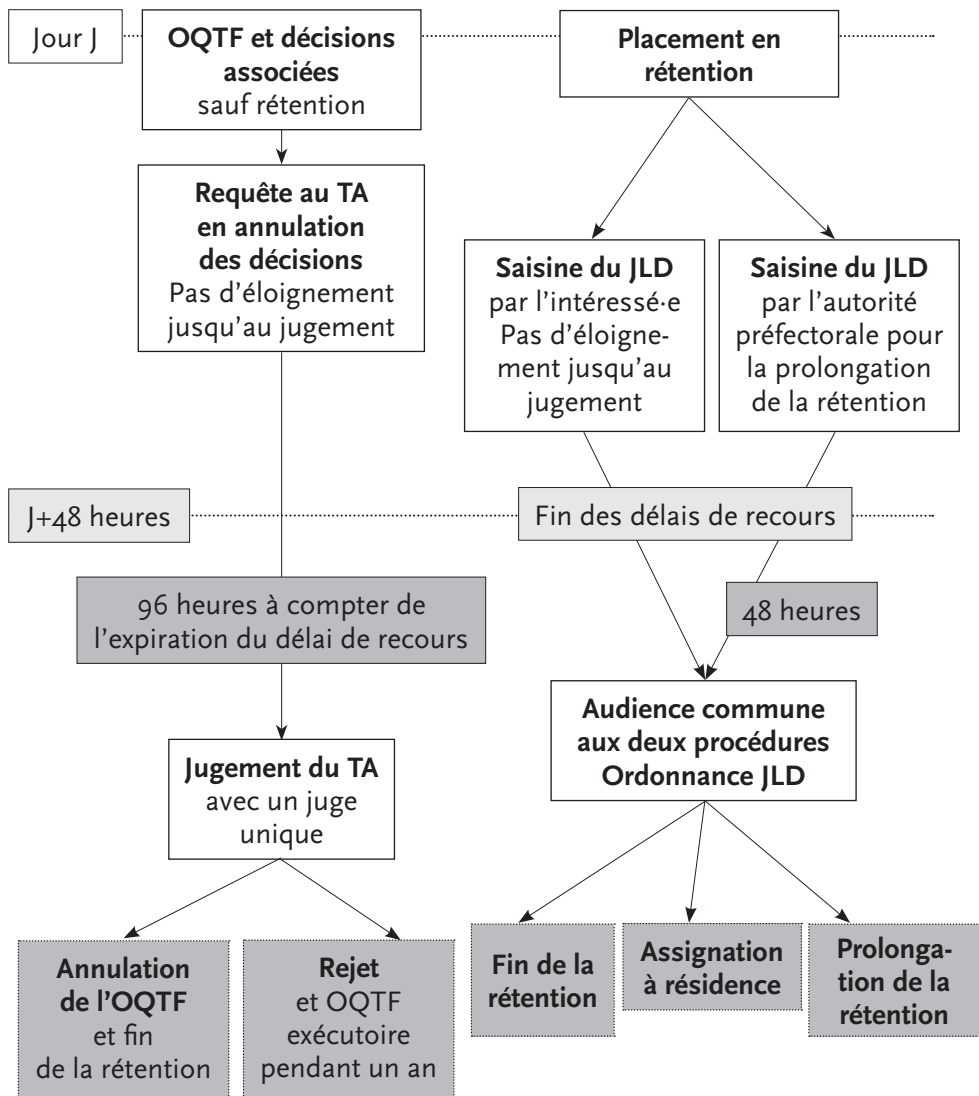 Jour J
OQTF et décisions
associées
sauf rétention
Placement en
rétention
Requête au TA
en annulation
des décisions
Pas d'éloignement
jusqu'au jugement
Saisine du JLD
par l'intéressé·e
Pas d'éloigne-
ment jusqu'au
jugement
Saisine du JLD
par l'autorité
préfectorale pour
la prolongation
de la rétention
J+48 heures
Fin des délais de recours
96 heures à compter de
l'expiration du délai de recours
48 heures
Jugement du TA
avec un juge
unique
Audience commune
aux deux procédures
Ordonnance JLD
Annulation
de l'OQTF
et fin
de la rétention
Rejet
et OQTF
exécutoire
pendant un an
Fin de la
rétention
Assignation
à résidence
Prolonga-
tion de la
rétention